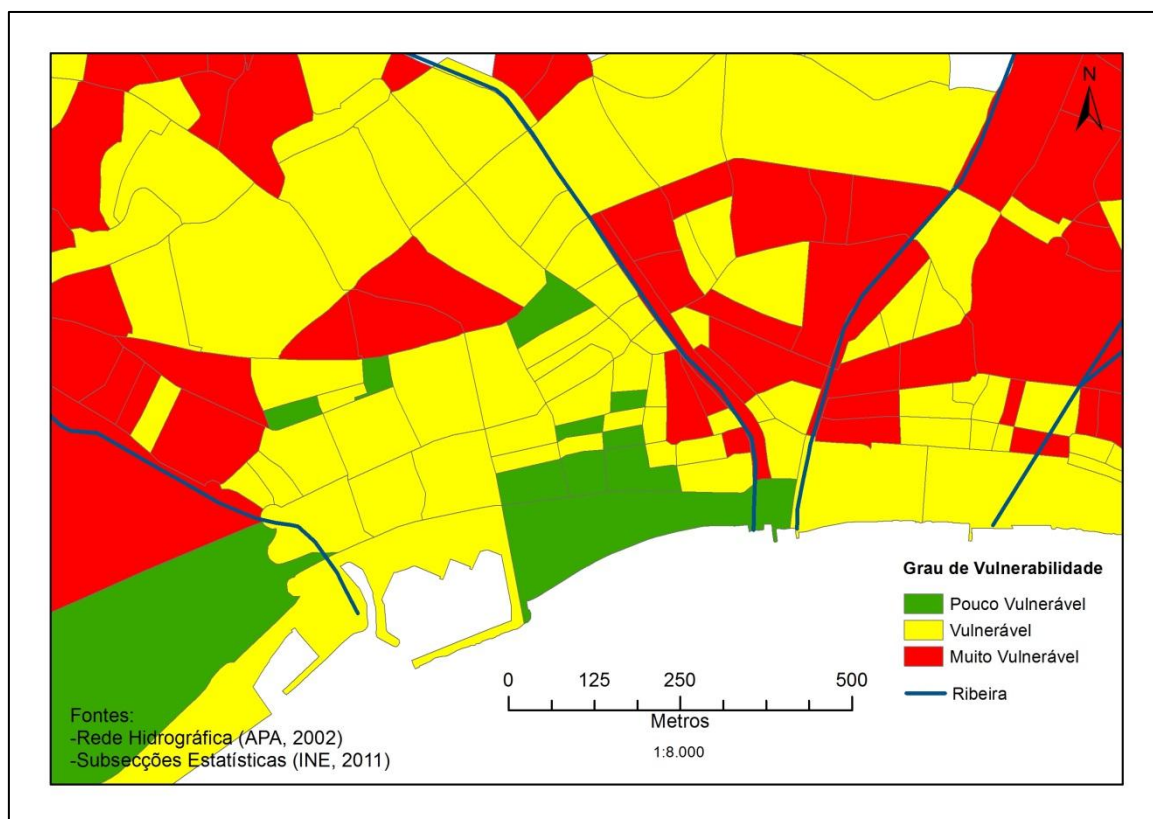 N
Grau de Vulnerabilidade
Pouco Vulnerável
Vulnerável
Muito Vulnerável
Ribeira
0 125 250 500
Metros
1:8.000
Fontes:
-Rede Hidrográfica (APA, 2002)
-Subsecções Estatísticas (INE, 2011)